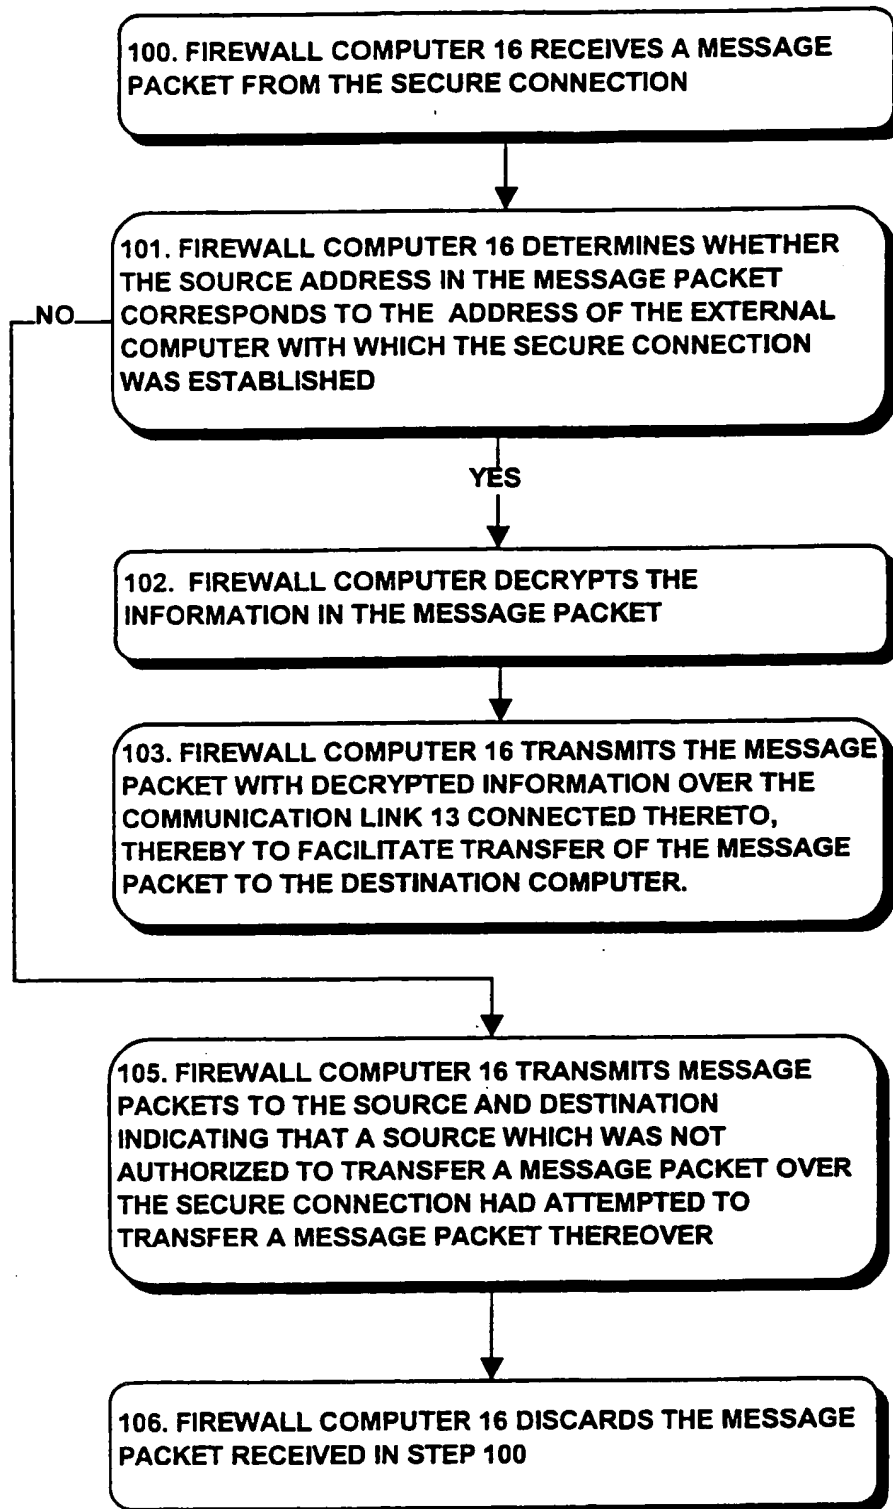 100. FIREWALL COMPUTER 16 RECEIVES A MESSAGE
PACKET FROM THE SECURE CONNECTION
101. FIREWALL COMPUTER 16 DETERMINES WHETHER
THE SOURCE ADDRESS IN THE MESSAGE PACKET
CORRESPONDS TO THE ADDRESS OF THE EXTERNAL
COMPUTER WITH WHICH THE SECURE CONNECTION
WAS ESTABLISHED
NO
YES
102. FIREWALL COMPUTER DECRYPTS THE
INFORMATION IN THE MESSAGE PACKET
103. FIREWALL COMPUTER 16 TRANSMITS THE MESSAGE
PACKET WITH DECRYPTED INFORMATION OVER THE
COMMUNICATION LINK 13 CONNECTED THERETO,
THEREBY TO FACILITATE TRANSFER OF THE MESSAGE
PACKET TO THE DESTINATION COMPUTER.
105. FIREWALL COMPUTER 16 TRANSMITS MESSAGE
PACKETS TO THE SOURCE AND DESTINATION
INDICATING THAT A SOURCE WHICH WAS NOT
AUTHORIZED TO TRANSFER A MESSAGE PACKET OVER
THE SECURE CONNECTION HAD ATTEMPTED TO
TRANSFER A MESSAGE PACKET THEREOVER
106. FIREWALL COMPUTER 16 DISCARDS THE MESSAGE
PACKET RECEIVED IN STEP 100